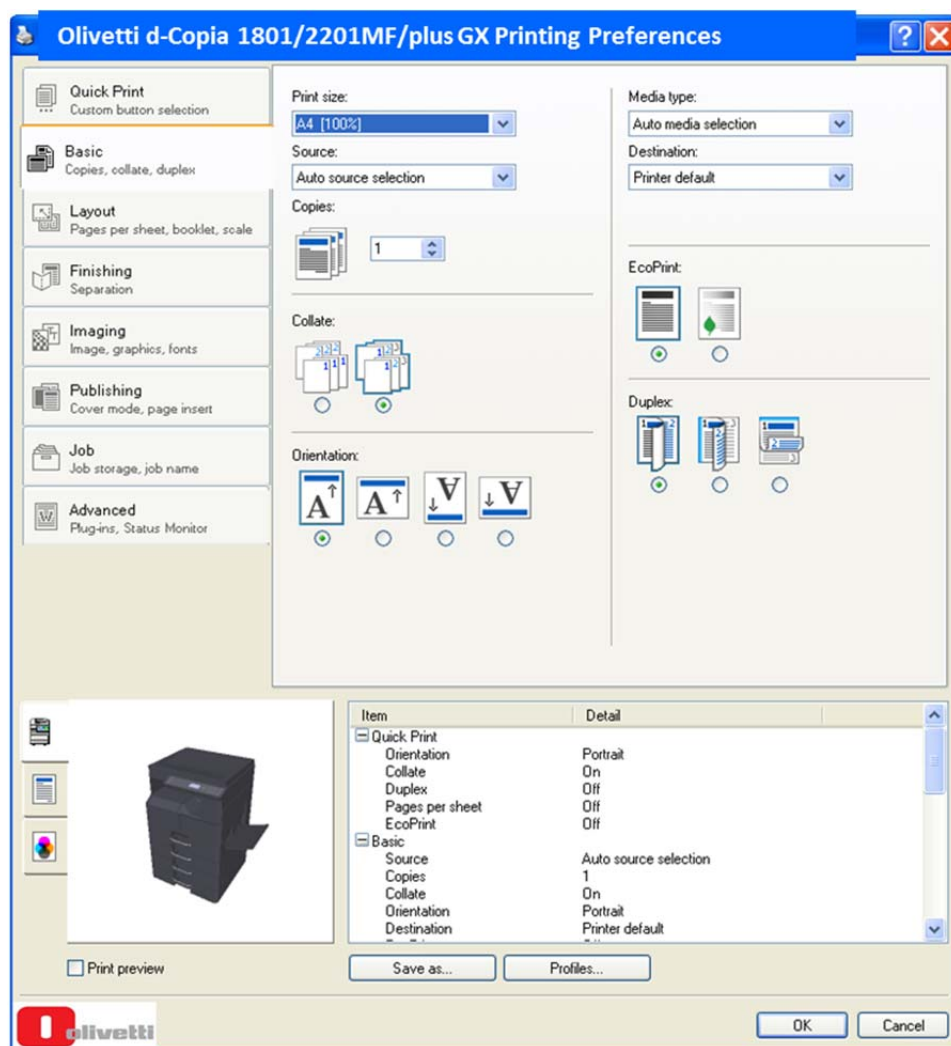 Olivetti d-Copia 1801/2201MF/plus GX Printing Preferences
Quick Print
Custom button selection
Basic
Copies, collate, duplex
Layout
Pages per sheet, booklet, scale
Finishing
Separation
Imaging
Image, graphics, fonts
Publishing
Cover mode, page insert
Job
Job storage, job name
Advanced
Plug-ins, Status Monitor
Print size:
A4 [100%]
Source:
Auto source selection
Copies:
1
Collate:
Orientation:
Media type:
Auto media selection
Destination:
Printer default
EcoPrint:
Duplex:
Item Detail
Quick Print
Orientation Portrait
Collate On
Duplex Off
Pages per sheet Off
EcoPrint Off
Basic
Source Auto source selection
Copies 1
Collate On
Orientation Portrait
Destination Printer default
Print preview
Save as...
Profiles...
olivetti
OK
Cancel